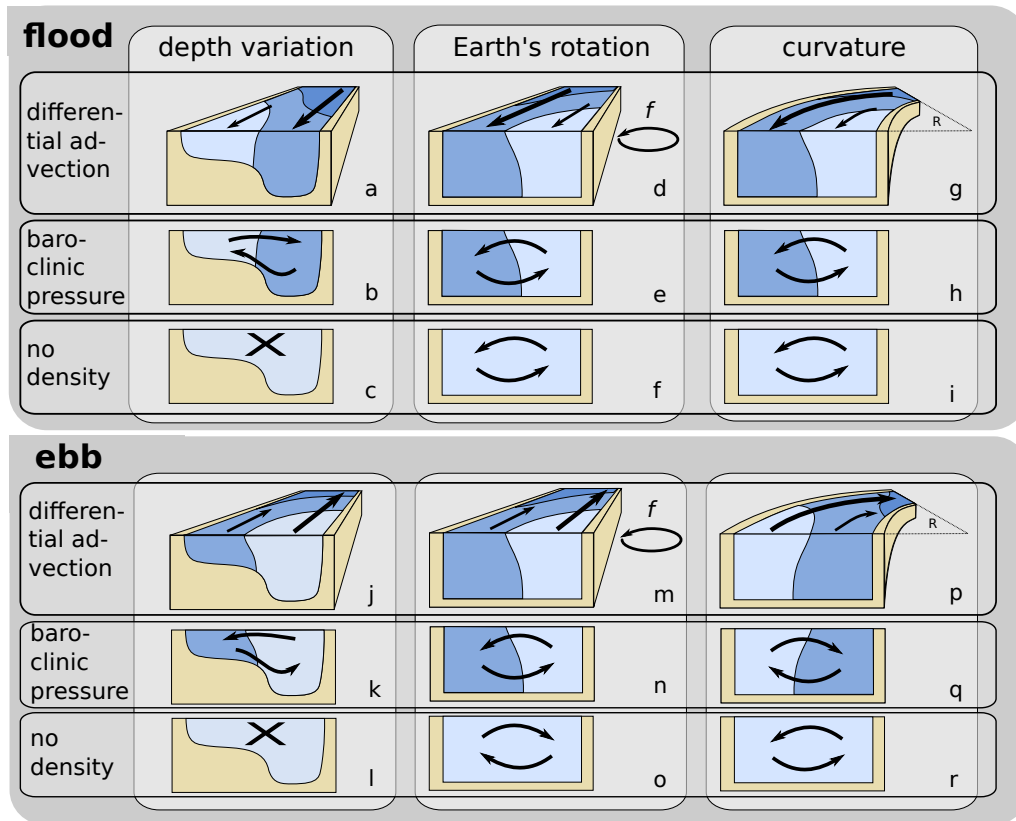 flood
depth variation
Earth's rotation
curvature
differen-
tial ad-
vection
a
f
d
R
g
baro-
clinic
pressure
b
e
h
no
density
c
f
i
ebb
differen-
tial ad-
vection
j
f
m
R
p
baro-
clinic
pressure
k
n
q
no
density
l
o
r